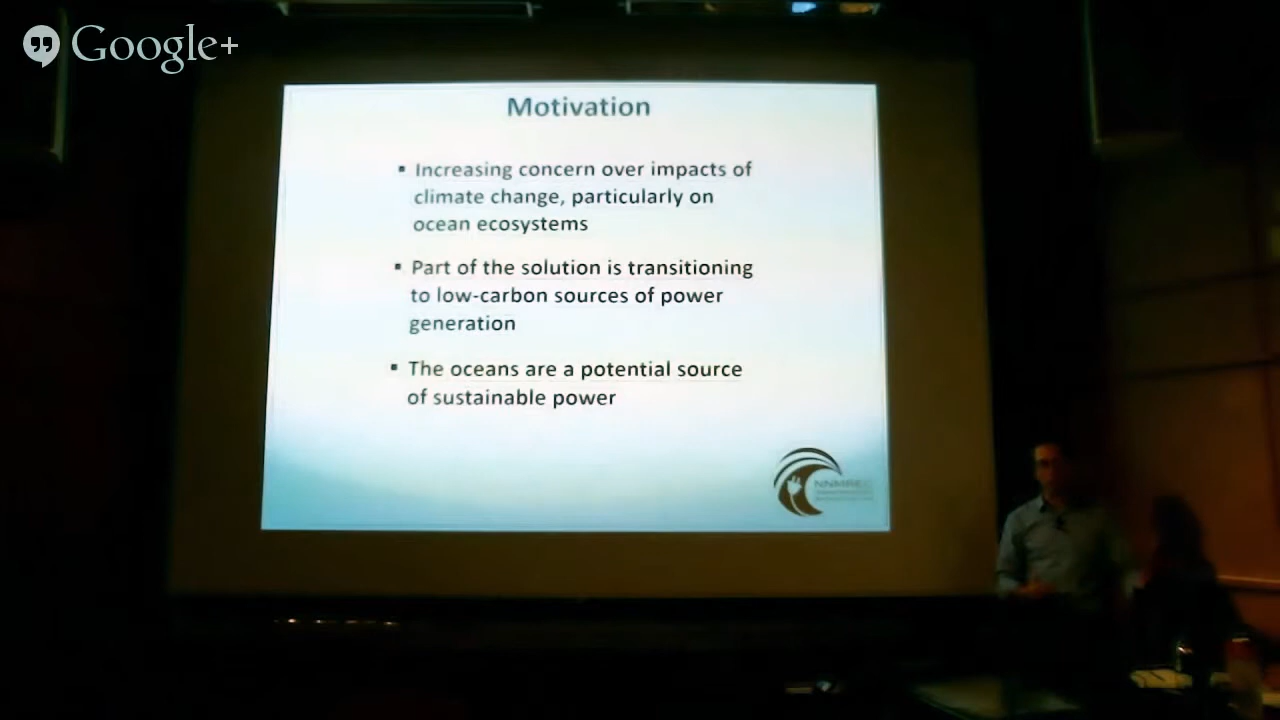 Google+
Motivation
▪ Increasing concern over impacts of
climate change, particularly on
ocean ecosystems
▪ Part of the solution is transitioning
to low-carbon sources of power
generation
▪ The oceans are a potential source
of sustainable power
NNMREC